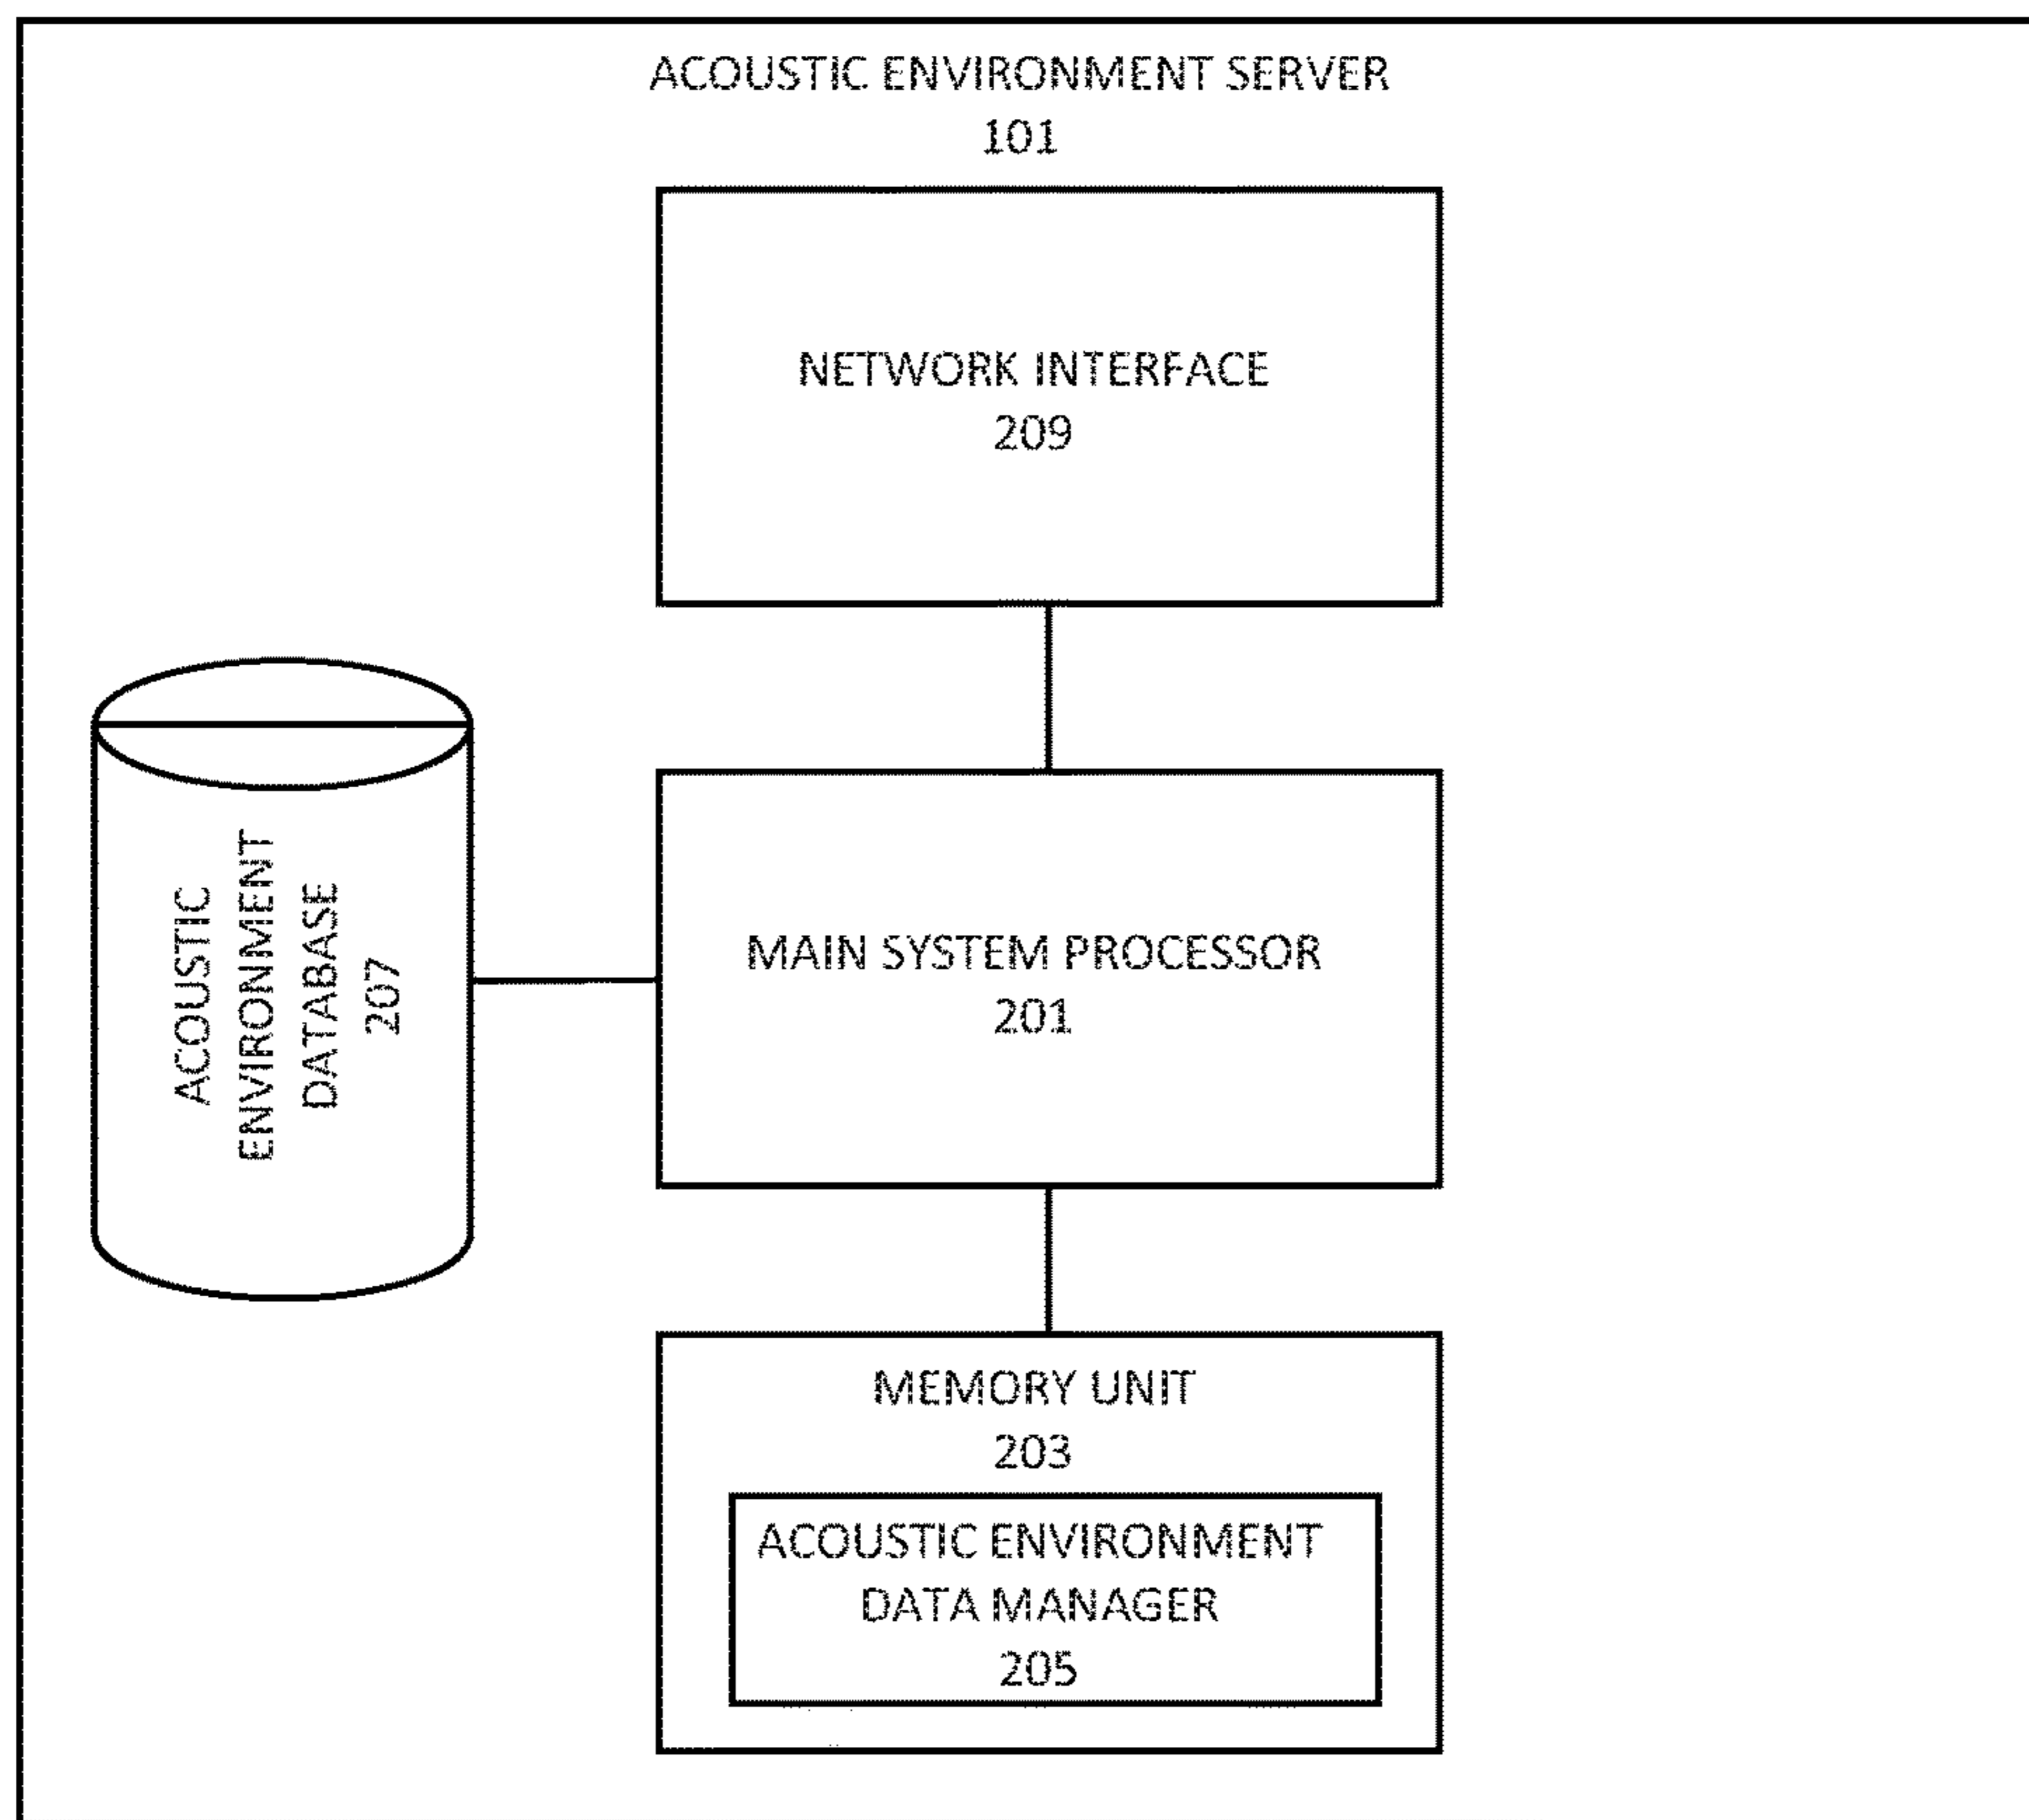 ACOUSTIC ENVIRONMENT SERVER
101
NETWORK INTERFACE
209
ACOUSTIC
ENVIRONMENT
DATABASE
207
MAIN SYSTEM PROCESSOR
201
MEMORY UNIT
203
ACOUSTIC ENVIRONMENT
DATA MANAGER
205